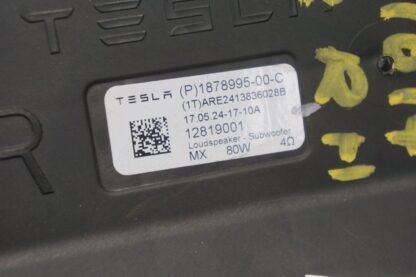 TESLA
TESLA (P)1878995-00-C
(1T)ARE2413836028B
17.05.24-17-10A
12819001
Loudspeaker - Subwoofer
MX 80W 4Ω
R